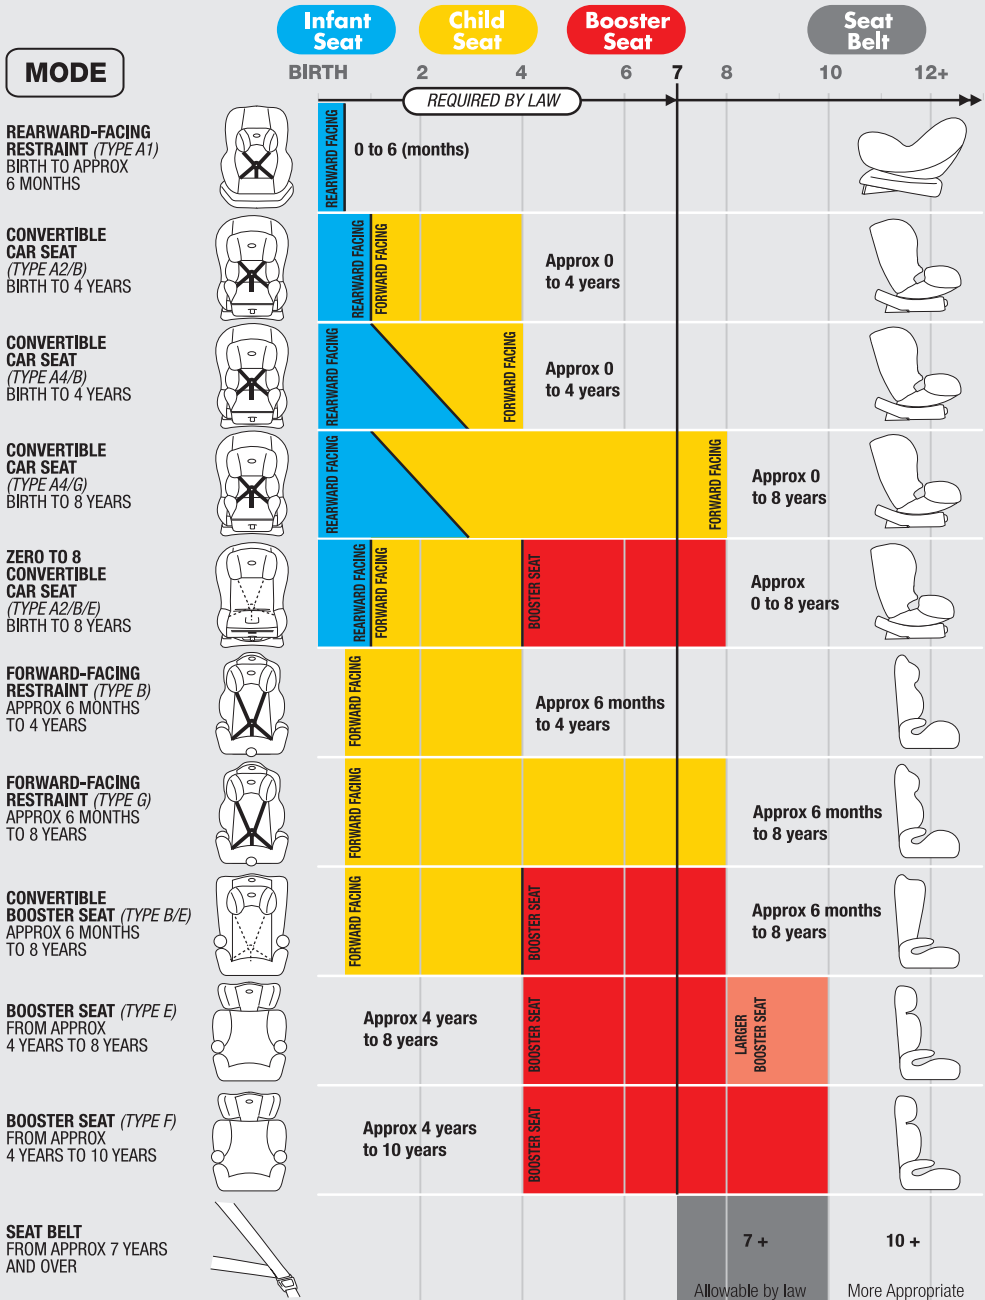 Infant
Seat
Child
Seat
Booster
Seat
Seat
Belt
MODE
BIRTH 2 4 6 7 8 10 12+
REQUIRED BY LAW
REARWARD-FACING
RESTRAINT (TYPE A1)
BIRTH TO APPROX
6 MONTHS
REARWARD FACING
0 to 6 (months)
CONVERTIBLE
CAR SEAT
(TYPE A2/B)
BIRTH TO 4 YEARS
REARWARD FACING
FORWARD FACING
Approx 0
to 4 years
CONVERTIBLE
CAR SEAT
(TYPE A4/B)
BIRTH TO 4 YEARS
REARWARD FACING
FORWARD FACING
Approx 0
to 4 years
CONVERTIBLE
CAR SEAT
(TYPE A4/G)
BIRTH TO 8 YEARS
REARWARD FACING
FORWARD FACING
Approx 0
to 8 years
ZERO TO 8
CONVERTIBLE
CAR SEAT
(TYPE A2/B/E)
BIRTH TO 8 YEARS
REARWARD FACING
FORWARD FACING
BOOSTER SEAT
Approx
0 to 8 years
FORWARD-FACING
RESTRAINT (TYPE B)
APPROX 6 MONTHS
TO 4 YEARS
FORWARD FACING
Approx 6 months
to 4 years
FORWARD-FACING
RESTRAINT (TYPE G)
APPROX 6 MONTHS
TO 8 YEARS
FORWARD FACING
Approx 6 months
to 8 years
CONVERTIBLE
BOOSTER SEAT (TYPE B/E)
APPROX 6 MONTHS
TO 8 YEARS
FORWARD FACING
BOOSTER SEAT
Approx 6 months
to 8 years
BOOSTER SEAT (TYPE E)
FROM APPROX
4 YEARS TO 8 YEARS
Approx 4 years
to 8 years
BOOSTER SEAT
LARGER
BOOSTER SEAT
BOOSTER SEAT (TYPE F)
FROM APPROX
4 YEARS TO 10 YEARS
Approx 4 years
to 10 years
BOOSTER SEAT
SEAT BELT
FROM APPROX 7 YEARS
AND OVER
7 +
Allowable by law
10 +
More Appropriate